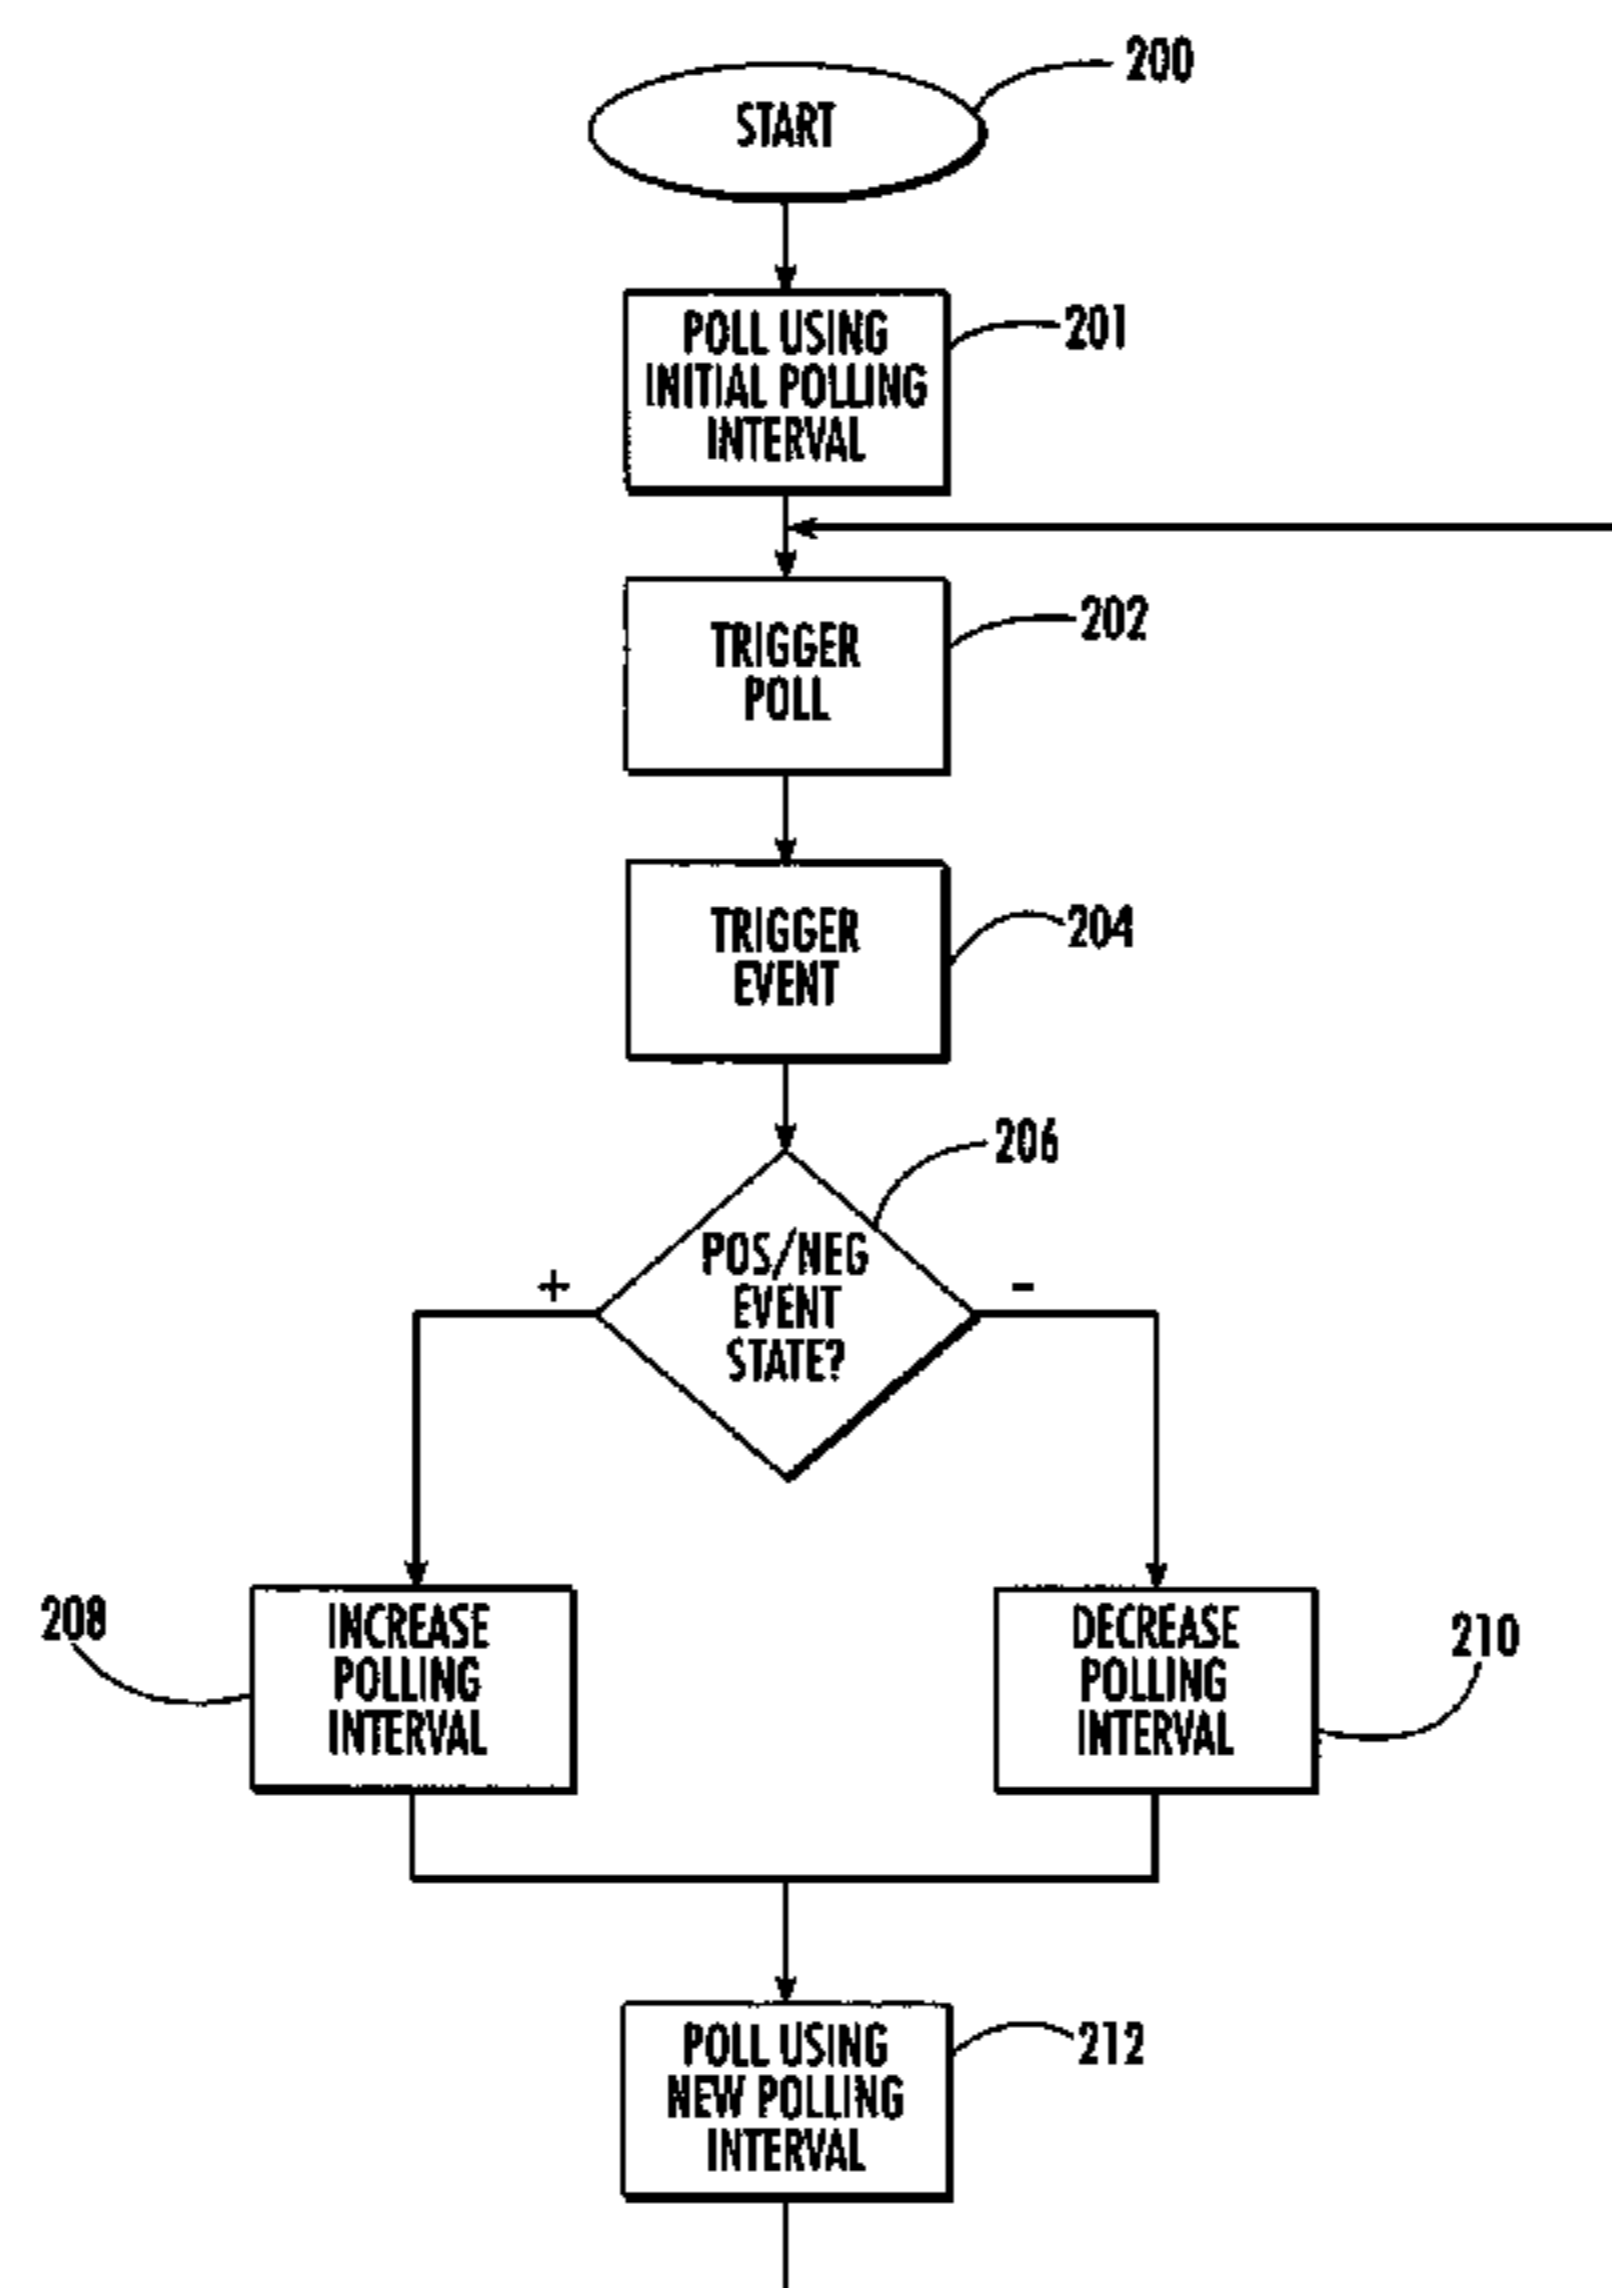 200
START
201
POLL USING
INITIAL POLLING
INTERVAL
202
TRIGGER
POLL
204
TRIGGER
EVENT
206
POS/NEG
EVENT
STATE?
+
-
208
INCREASE
POLLING
INTERVAL
DECREASE
POLLING
INTERVAL
210
212
POLL USING
NEW POLLING
INTERVAL